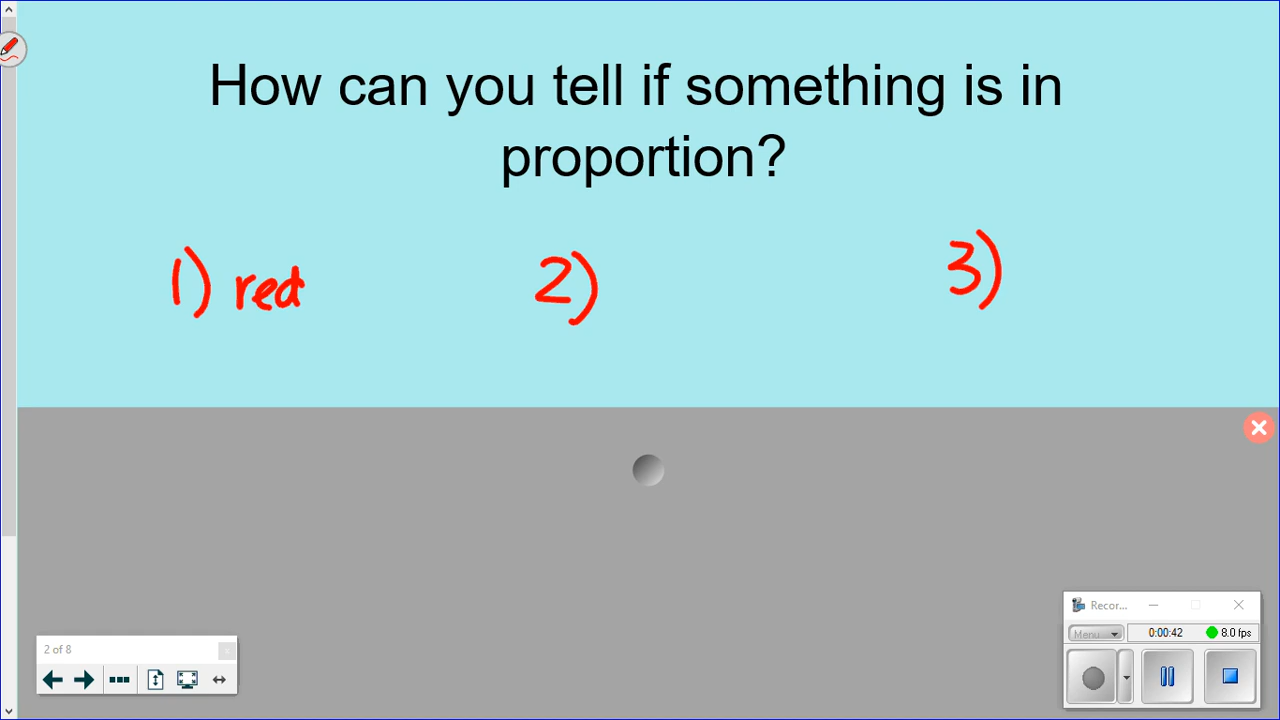 How can you tell if something is in
proportion?
1) red 2) 3)
Recor...
Menu 0:00:42 8.0 fps
2 of 8